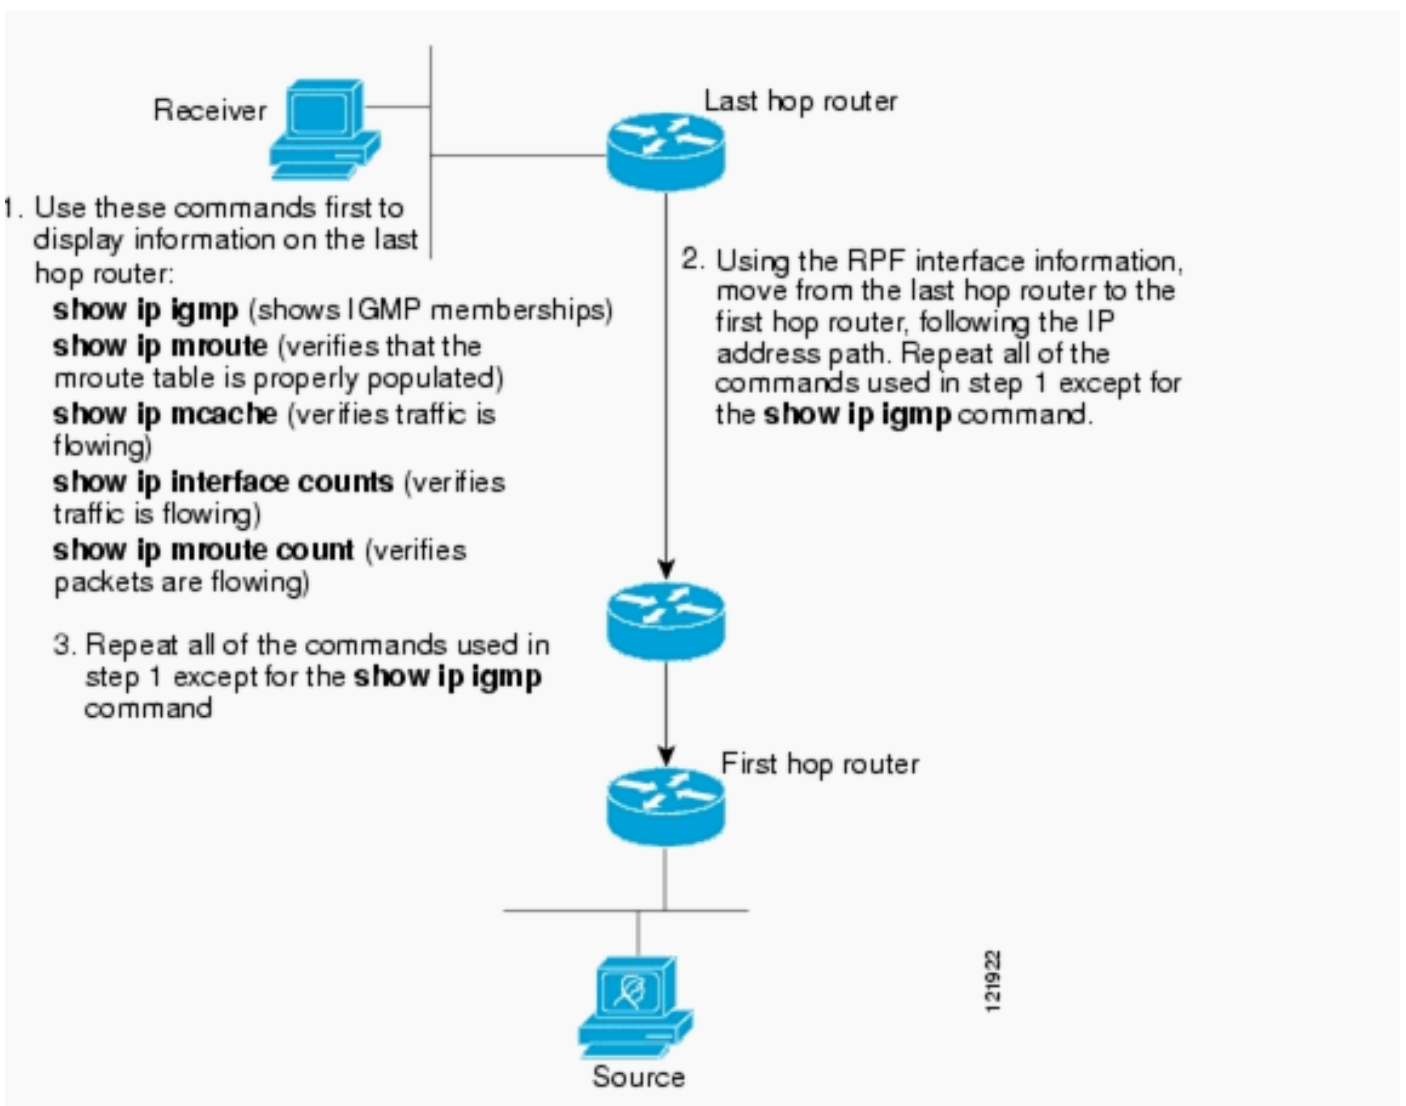 Receiver
Last hop router
1. Use these commands first to
display information on the last
hop router:
show ip igmp (shows IGMP memberships)
show ip mroute (verifies that the
mroute table is properly populated)
show ip mcache (verifies traffic is
flowing)
show ip interface counts (verifies
traffic is flowing)
show ip mroute count (verifies
packets are flowing)
2. Using the RPF interface information,
move from the last hop router to the
first hop router, following the IP
address path. Repeat all of the
commands used in step 1 except for
the show ip igmp command.
3. Repeat all of the commands used in
step 1 except for the show ip igmp
command
First hop router
Source
121922